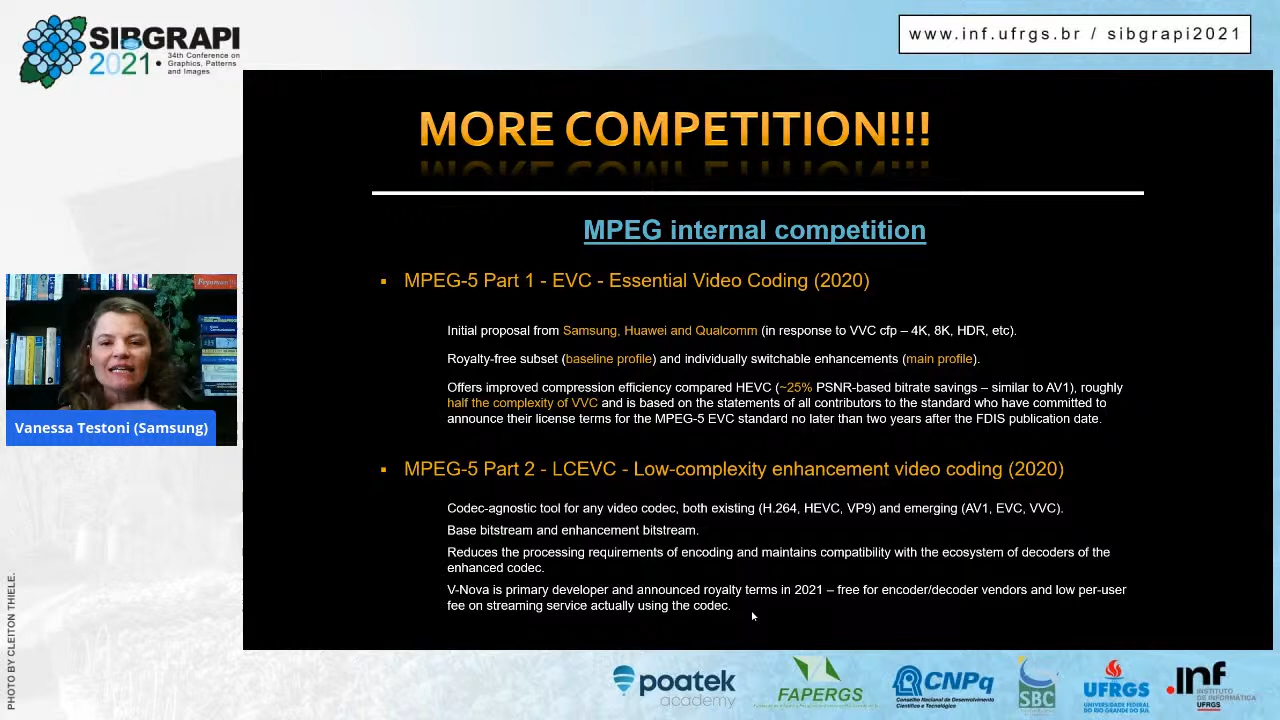 SIBGRAPI
2021
34th Conference on
Graphics, Patterns
and Images
www.inf.ufrgs.br / sibgrapi2021
MORE COMPETITION!!!
MPEG internal competition
▪ MPEG-5 Part 1 - EVC - Essential Video Coding (2020)
Initial proposal from Samsung, Huawei and Qualcomm (in response to VVC cfp – 4K, 8K, HDR, etc).
Royalty-free subset (baseline profile) and individually switchable enhancements (main profile).
Offers improved compression efficiency compared HEVC (~25% PSNR-based bitrate savings – similar to AV1), roughly
half the complexity of VVC and is based on the statements of all contributors to the standard who have committed to
announce their license terms for the MPEG-5 EVC standard no later than two years after the FDIS publication date.
▪ MPEG-5 Part 2 - LCEVC - Low-complexity enhancement video coding (2020)
Codec-agnostic tool for any video codec, both existing (H.264, HEVC, VP9) and emerging (AV1, EVC, VVC).
Base bitstream and enhancement bitstream.
Reduces the processing requirements of encoding and maintains compatibility with the ecosystem of decoders of the
enhanced codec.
V-Nova is primary developer and announced royalty terms in 2021 – free for encoder/decoder vendors and low per-user
fee on streaming service actually using the codec.
Feynman
Vanessa Testoni (Samsung)
PHOTO BY CLEITON THIELE.
poatek
academy
FAPERGS
CNPq
Conselho Nacional de Desenvolvimento
Científico e Tecnológico
SBC
UFRGS
UNIVERSIDADE FEDERAL
DO RIO GRANDE DO SUL
.inf
INSTITUTO
DE INFORMÁTICA
UFRGS